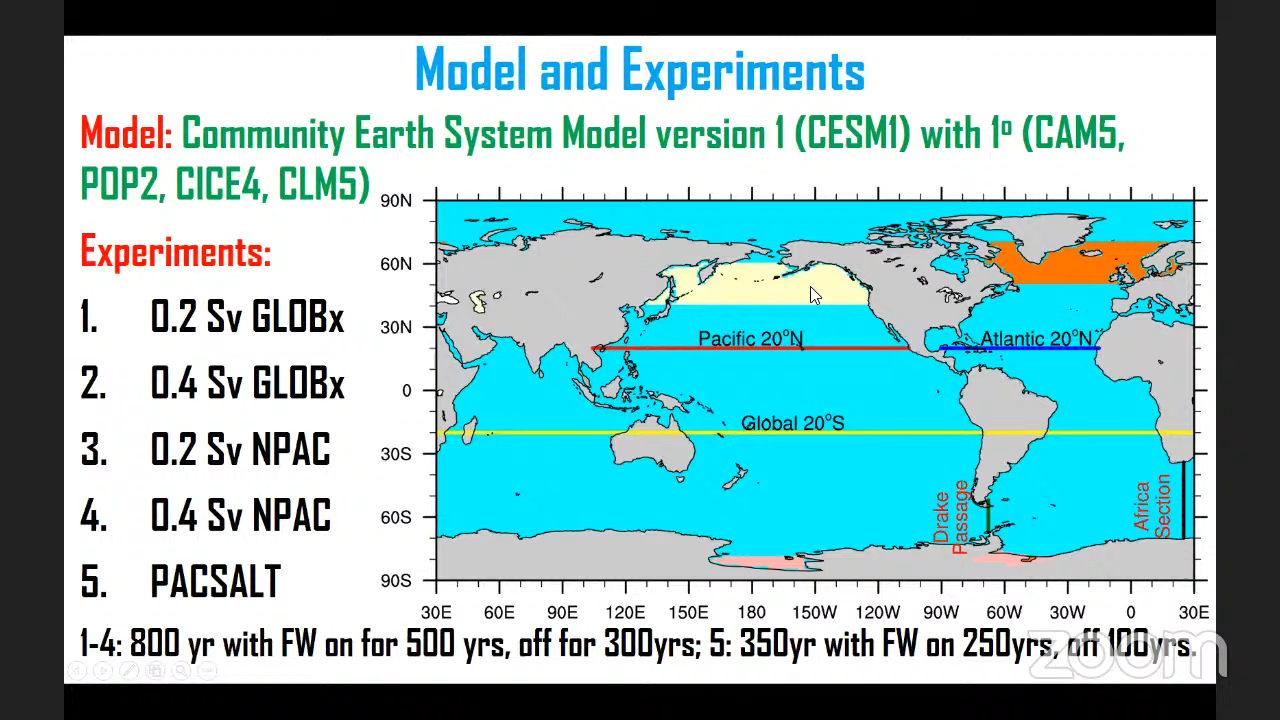 Model and Experiments
Model: Community Earth System Model version 1 (CESM1) with 1º (CAM5,
POP2, CICE4, CLM5)
Experiments:
1. 0.2 Sv GLOBx
2. 0.4 Sv GLOBx
3. 0.2 Sv NPAC
4. 0.4 Sv NPAC
5. PACSALT
90N
60N
30N
0
30S
60S
90S
Pacific 20°N
Atlantic 20°N
Global 20°S
Drake
Passage
Africa
Section
30E 60E 90E 120E 150E 180 150W 120W 90W 60W 30W 0 30E
1-4: 800 yr with FW on for 500 yrs, off for 300yrs; 5: 350yr with FW on 250yrs, off 100yrs.
zoom